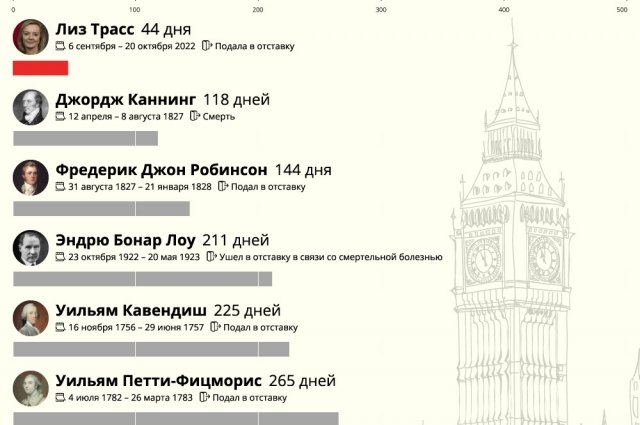 0 100 200 300 400 500
Лиз Трасс 44 дня
6 сентября – 20 октября 2022 Подала в отставку
Джордж Каннинг 118 дней
12 апреля – 8 августа 1827 Смерть
Фредерик Джон Робинсон 144 дня
31 августа 1827 – 21 января 1828 Подал в отставку
Эндрю Бонар Лоу 211 дней
23 октября 1922 – 20 мая 1923 Ушел в отставку в связи со смертельной болезнью
Уильям Кавендиш 225 дней
16 ноября 1756 – 29 июня 1757 Подал в отставку
Уильям Петти-Фицморис 265 дней
4 июля 1782 – 26 марта 1783 Подал в отставку